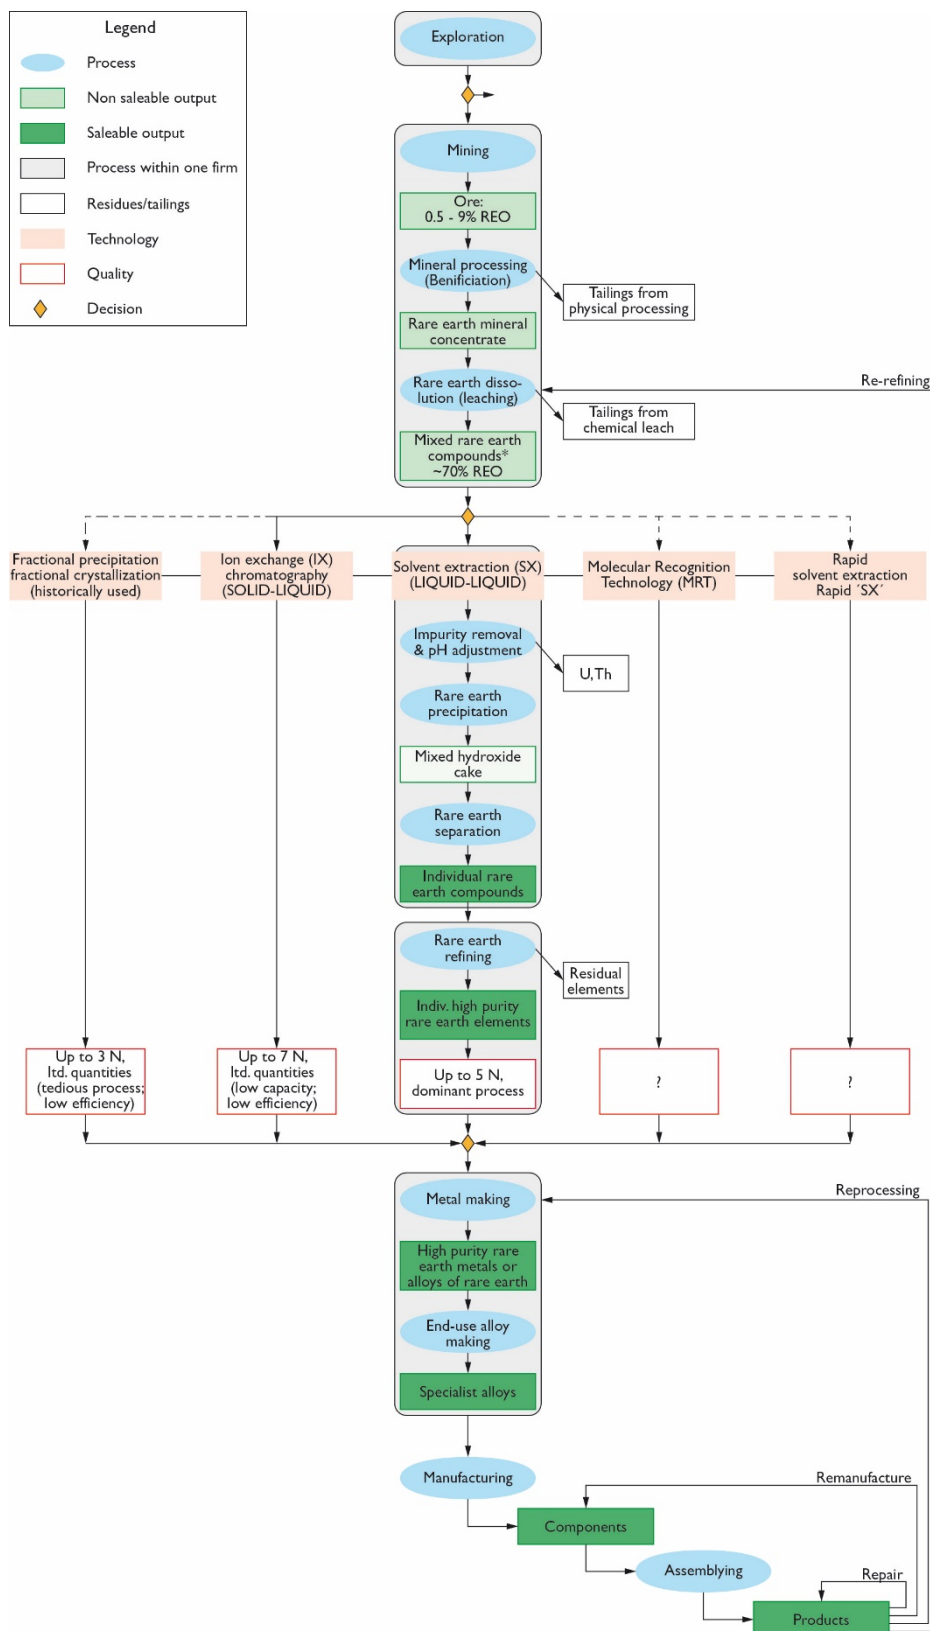 Legend
Process
Non saleable output
Saleable output
Process within one firm
Residues/tailings
Technology
Quality
Decision
Exploration
Mining
Ore:
0.5 - 9% REO
Mineral processing
(Benificiation)
Tailings from
physical processing
Rare earth mineral
concentrate
Re-refining
Rare earth disso-
lution (leaching)
Tailings from
chemical leach
Mixed rare earth
compounds*
~70% REO
Fractional precipitation
fractional crystallization
(historically used)
Ion exchange (IX)
chromatography
(SOLID-LIQUID)
Solvent extraction (SX)
(LIQUID-LIQUID)
Molecular Recognition
Technology (MRT)
Rapid
solvent extraction
Rapid ´SX´
Impurity removal
& pH adjustment
U,Th
Rare earth
precipitation
Mixed hydroxide
cake
Rare earth
separation
Individual rare
earth compounds
Rare earth
refining
Residual
elements
Indiv. high purity
rare earth elements
Up to 3 N,
ltd. quantities
(tedious process;
low efficiency)
Up to 7 N,
ltd. quantities
(low capacity;
low efficiency)
Up to 5 N,
dominant process
?
?
Metal making
Reprocessing
High purity rare
earth metals or
alloys of rare earth
End-use alloy
making
Specialist alloys
Manufacturing
Remanufacture
Components
Assemblying
Repair
Products